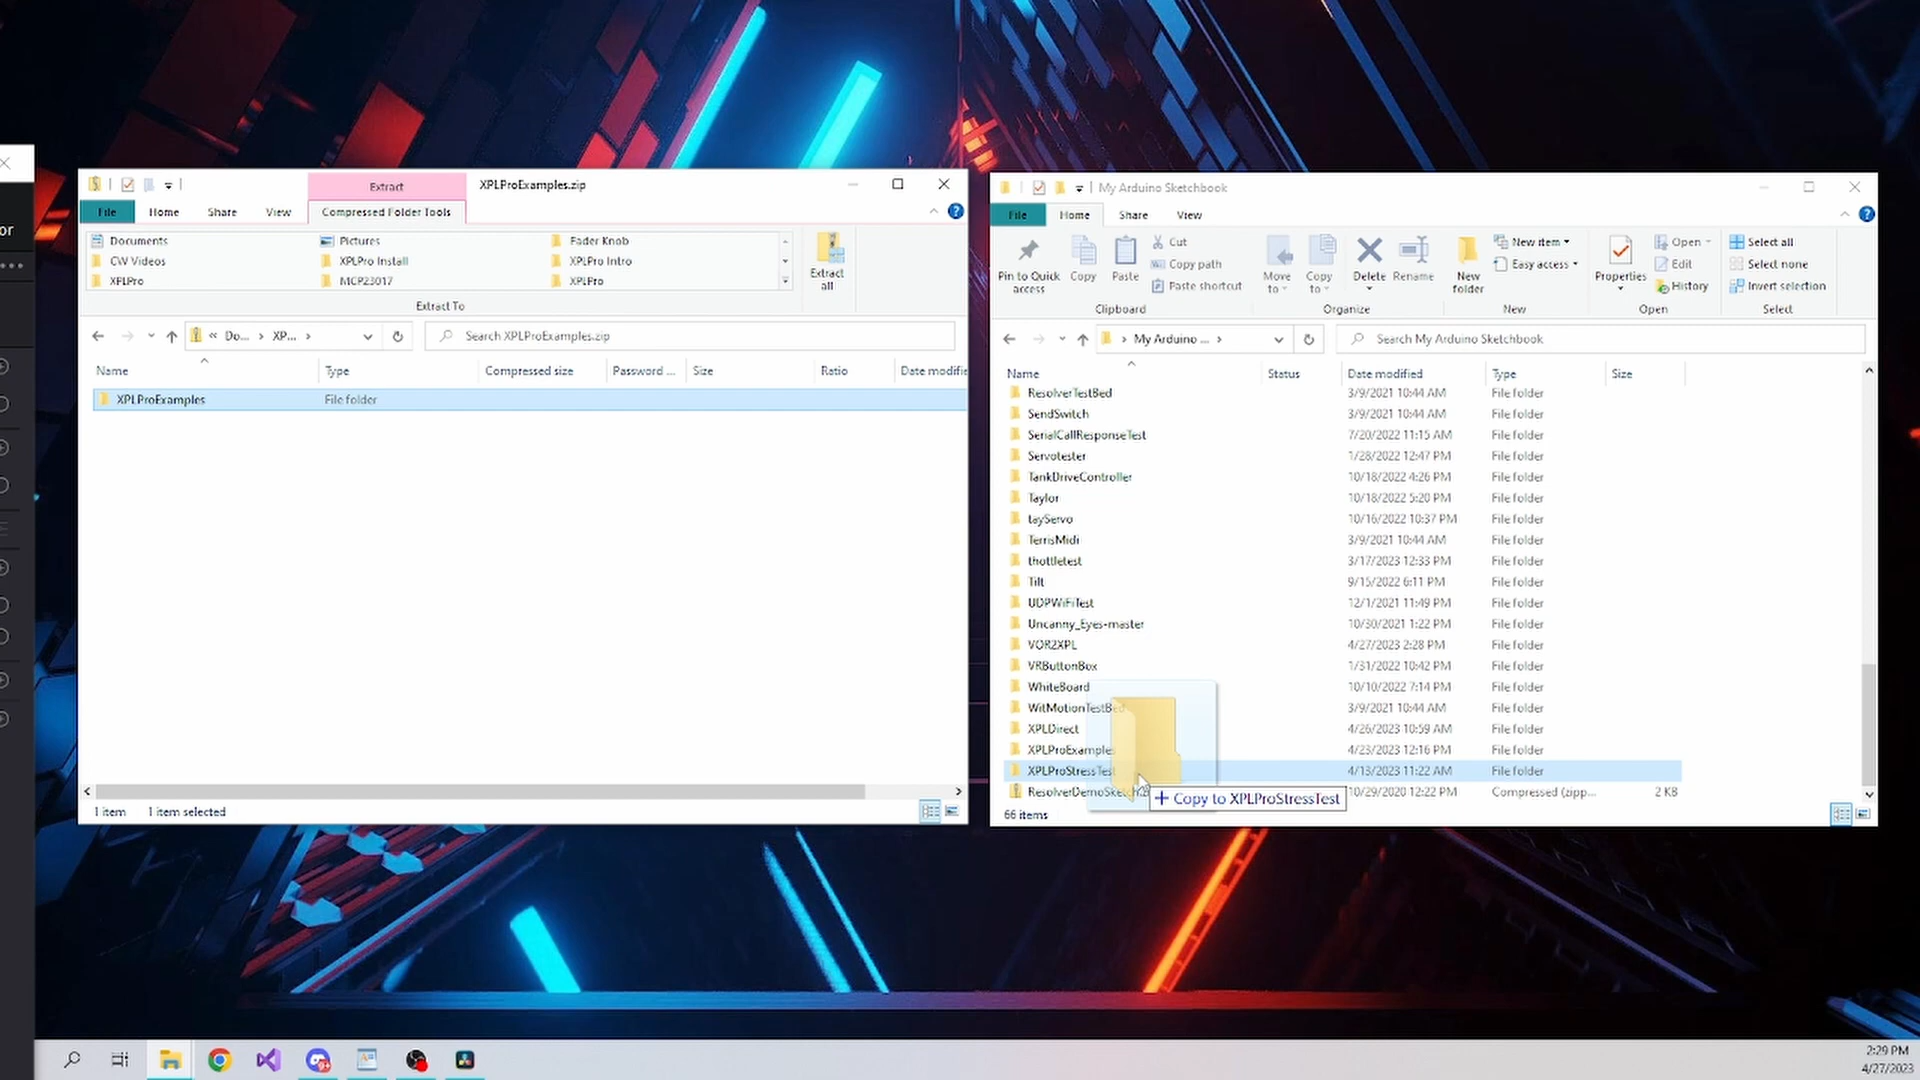 or
Extract
XPLProExamples.zip
File
Home
Share
View
Compressed Folder Tools
Documents
Pictures
Fader Knob
CW Videos
XPLPro Install
XPLPro Intro
XPLPro
MCP23017
XPLPro
Extract all
Extract To
« Do... > XP... >
Search XPLProExamples.zip
Name
Type
Compressed size
Password ...
Size
Ratio
Date modifie
XPLProExamples
File folder
1 item
1 item selected
My Arduino Sketchbook
File
Home
Share
View
Pin to Quick access
Copy
Paste
Cut
Copy path
Paste shortcut
Clipboard
Move to
Copy to
Delete
Rename
Organize
New folder
New item
Easy access
New
Properties
Open
Edit
History
Open
Select all
Select none
Invert selection
Select
> My Arduino ... >
Search My Arduino Sketchbook
Name
Status
Date modified
Type
Size
ResolverTestBed 3/9/2021 10:44 AM File folder
SendSwitch 3/9/2021 10:44 AM File folder
SerialCallResponseTest 7/20/2022 11:15 AM File folder
Servotester 1/28/2022 12:47 PM File folder
TankDriveController 10/18/2022 4:26 PM File folder
Taylor 10/18/2022 5:20 PM File folder
tayServo 10/16/2022 10:37 PM File folder
TerrisMidi 3/9/2021 10:44 AM File folder
thottletest 3/17/2023 12:33 PM File folder
Tilt 9/15/2022 6:11 PM File folder
UDPWiFiTest 12/1/2021 11:49 PM File folder
Uncanny_Eyes-master 10/30/2021 1:22 PM File folder
VOR2XPL 4/27/2023 2:28 PM File folder
VRButtonBox 1/31/2022 10:42 PM File folder
WhiteBoard 10/10/2022 7:14 PM File folder
WitMotionTestBed 3/9/2021 10:44 AM File folder
XPLDirect 4/26/2023 10:59 AM File folder
XPLProExamples 4/23/2023 12:16 PM File folder
XPLProStressTest 4/13/2023 11:22 AM File folder
ResolverDemoSketch.z 10/29/2020 12:22 PM Compressed (zipp... 2 KB
+ Copy to XPLProStressTest
66 items
2:29 PM
4/27/2023